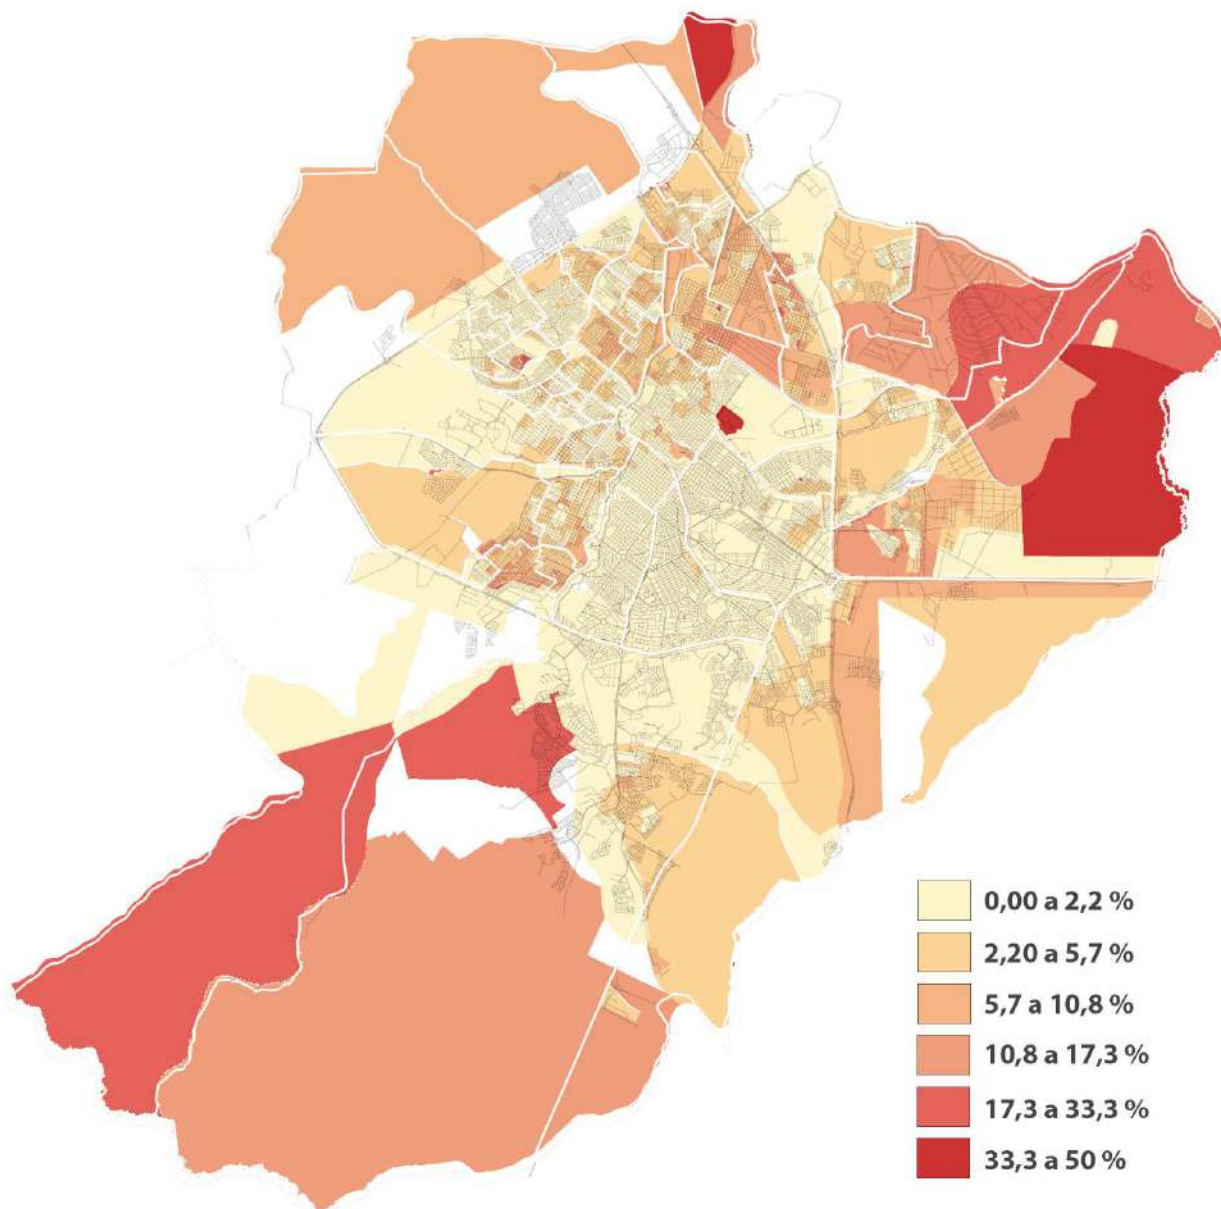 0,00 a 2,2 %
2,20 a 5,7 %
5,7 a 10,8 %
10,8 a 17,3 %
17,3 a 33,3 %
33,3 a 50 %